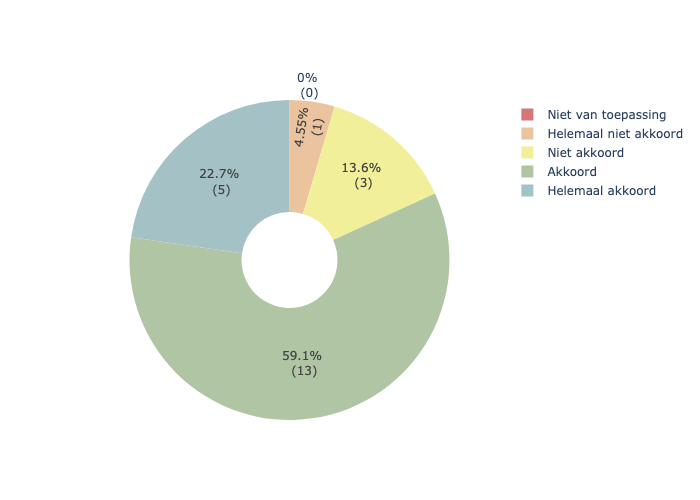 0%
(0)
4.55%
(1)
13.6%
(3)
22.7%
(5)
59.1%
(13)
Niet van toepassing
Helemaal niet akkoord
Niet akkoord
Akkoord
Helemaal akkoord